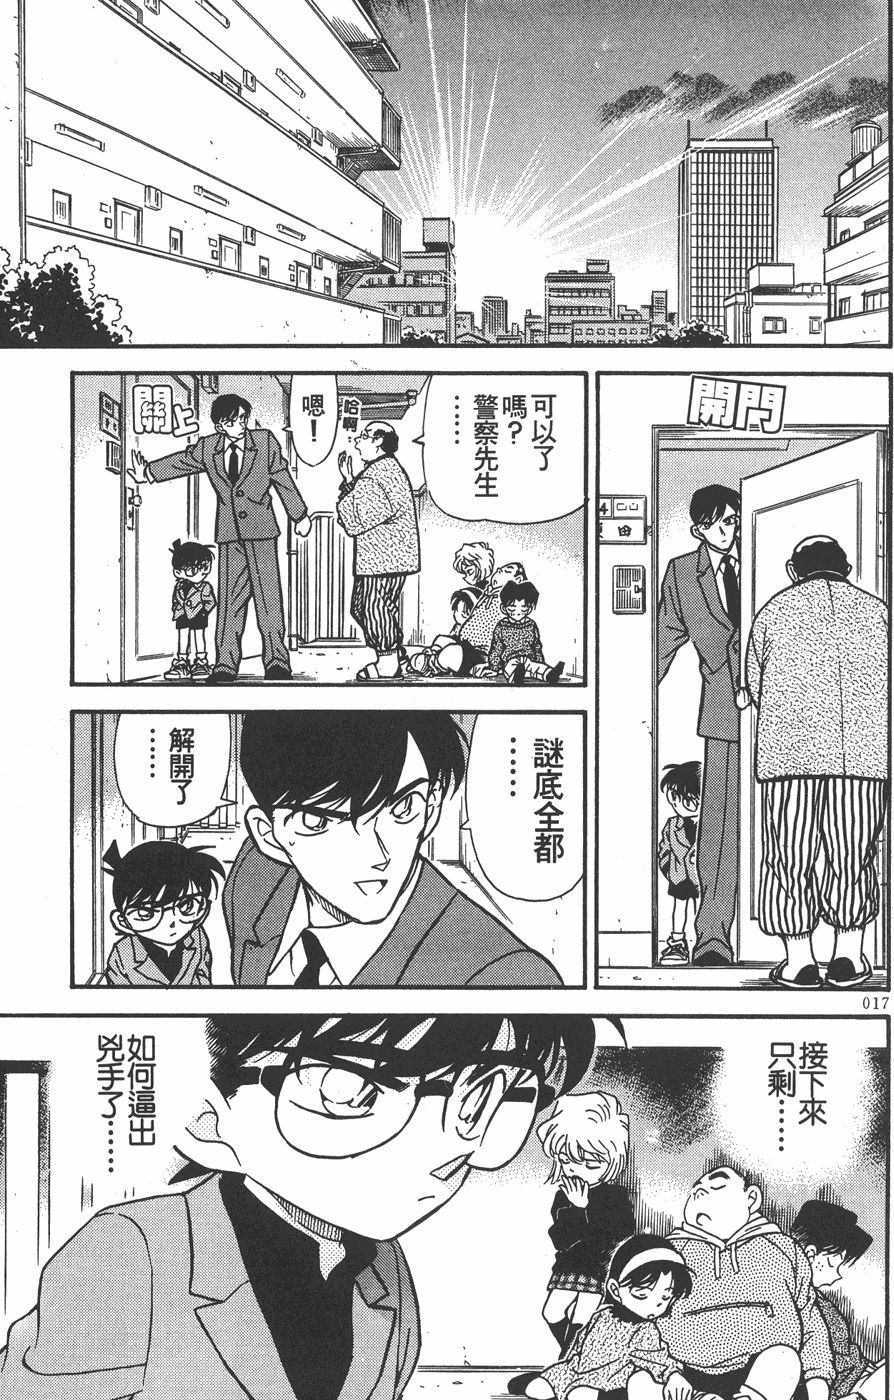 開門
4
田
017
可以了
嗎？
警察先生
……
哈啊…
嗯！
關上
謎底全都
……
解開了
……
接下來
只剩……
如何逼出
兇手了……